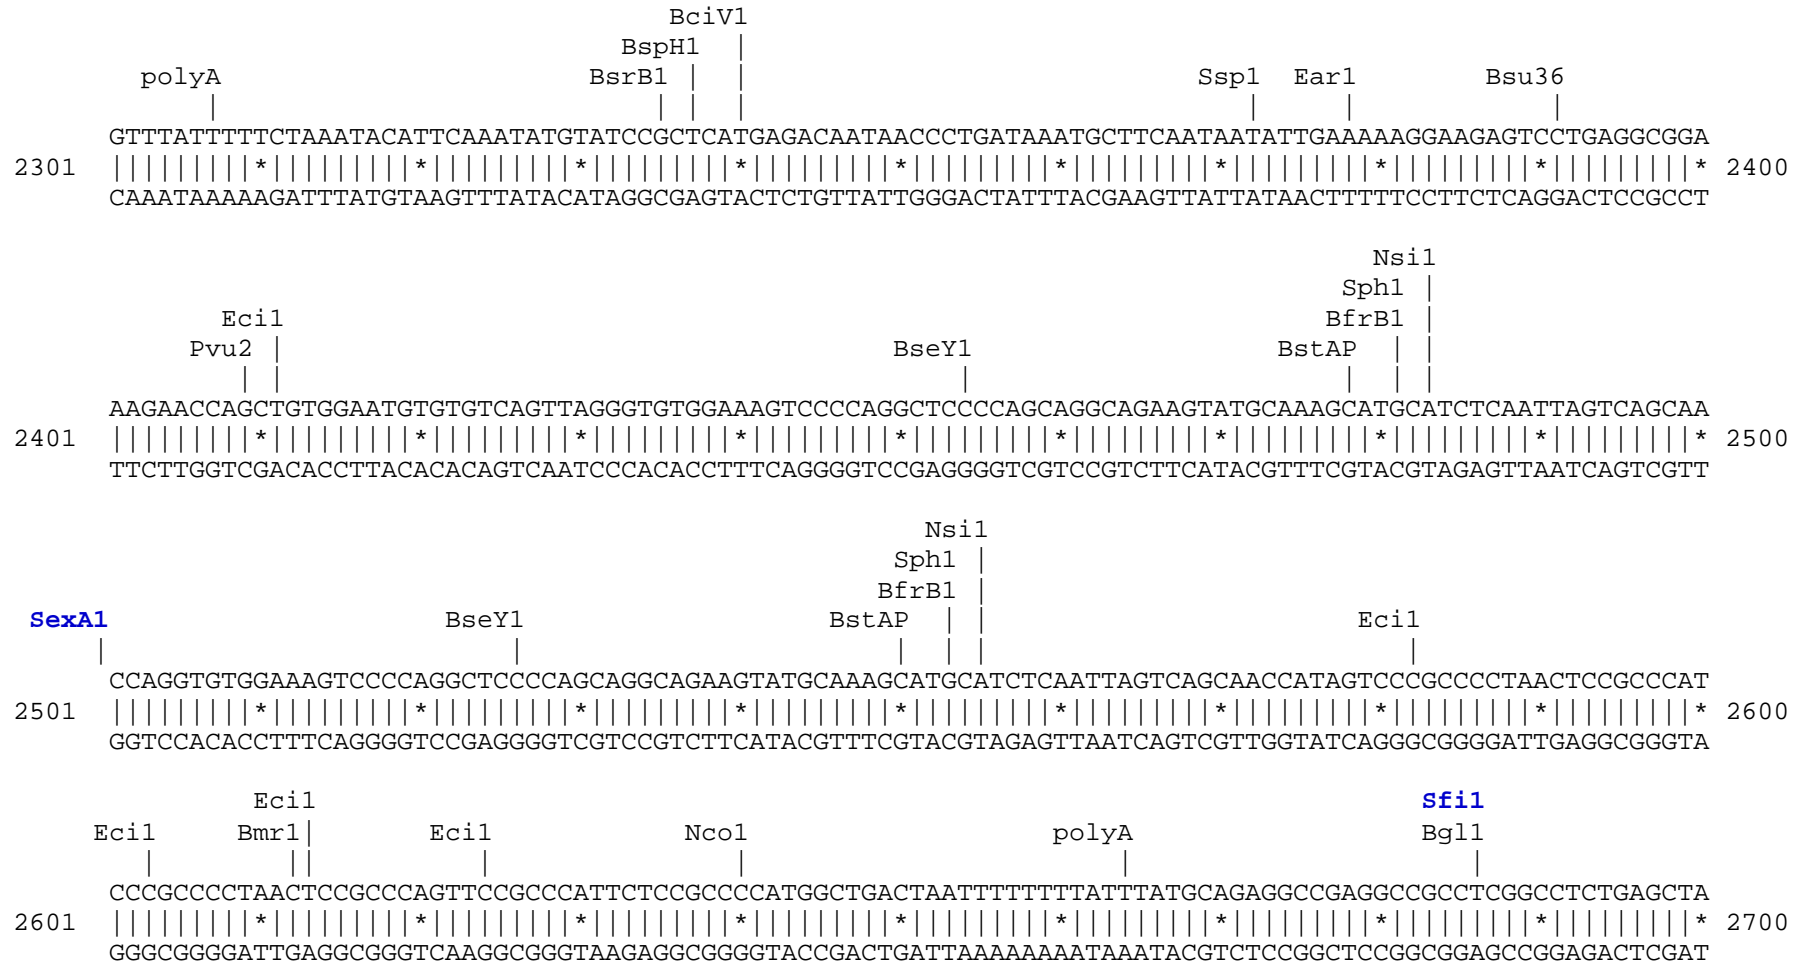 BciV1
BspH1 |
polyA BsrB1 | | Ssp1 Ear1 Bsu36
| | | | | | |
GTTTATTTTTCTAAATACATTCAAATATGTATCCGCTCATGAGACAATAACCCTGATAAATGCTTCAATAATATTGAAAAAGGAAGAGTCCTGAGGCGGA
2301 |||||||||*|||||||||*|||||||||*|||||||||*|||||||||*|||||||||*|||||||||*|||||||||*|||||||||*|||||||||* 2400
CAAATAAAAAGATTTATGTAAGTTTATACATAGGCGAGTACTCTGTTATTGGGACTATTTACGAAGTTATTATAACTTTTTCCTTCTCAGGACTCCGCCT
Nsi1
Sph1 |
Eci1 BfrB1 |
Pvu2 | BseY1 BstAP | |
| | | | | |
AAGAACCAGCTGTGGAATGTGTGTCAGTTAGGGTGTGGAAAGTCCCCAGGCTCCCCAGCAGGCAGAAGTATGCAAAGCATGCATCTCAATTAGTCAGCAA
2401 |||||||||*|||||||||*|||||||||*|||||||||*|||||||||*|||||||||*|||||||||*|||||||||*|||||||||*|||||||||* 2500
TTCTTGGTCGACACCTTACACACAGTCAATCCCACACCTTTCAGGGGTCCGAGGGGTCGTCCGTCTTCATACGTTTCGTACGTAGAGTTAATCAGTCGTT
Nsi1
Sph1 |
BfrB1 |
SexA1 BseY1 BstAP | | Eci1
| | | | | |
CCAGGTGTGGAAAGTCCCCAGGCTCCCCAGCAGGCAGAAGTATGCAAAGCATGCATCTCAATTAGTCAGCAACCATAGTCCCGCCCCTAACTCCGCCCAT
2501 |||||||||*|||||||||*|||||||||*|||||||||*|||||||||*|||||||||*|||||||||*|||||||||*|||||||||*|||||||||* 2600
GGTCCACACCTTTCAGGGGTCCGAGGGGTCGTCCGTCTTCATACGTTTCGTACGTAGAGTTAATCAGTCGTTGGTATCAGGGCGGGGATTGAGGCGGGTA
Eci1 Sfi1
Eci1 Bmr1| Eci1 Nco1 polyA Bgl1
| || | | | |
CCCGCCCCTAACTCCGCCCAGTTCCGCCCATTCTCCGCCCCATGGCTGACTAATTTTTTTTATTTATGCAGAGGCCGAGGCCGCCTCGGCCTCTGAGCTA
2601 |||||||||*|||||||||*|||||||||*|||||||||*|||||||||*|||||||||*|||||||||*|||||||||*|||||||||*|||||||||* 2700
GGGCGGGGATTGAGGCGGGTCAAGGCGGGTAAGAGGCGGGGTACCGACTGATTAAAAAAAATAAATACGTCTCCGGCTCCGGCGGAGCCGGAGACTCGAT